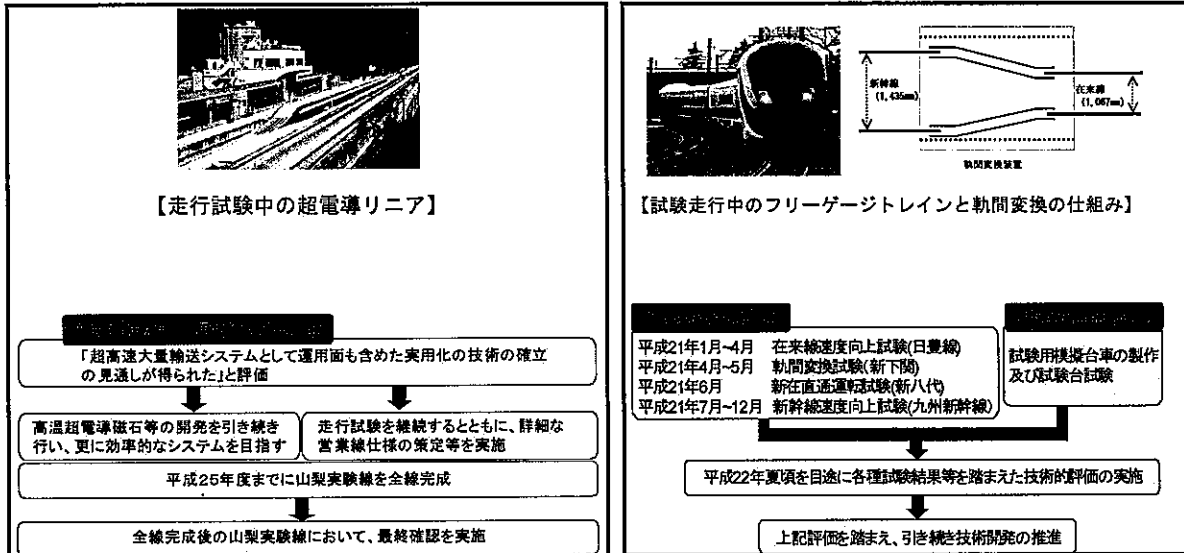 【走行試験中の超電導リニア】
「超高速大量輸送システムとして運用面も含めた実用化の技術の確立
の見通しが得られた」と評価
高温超電導磁石等の開発を引き続き
行い、更に効率的なシステムを目指す
走行試験を継続するとともに、詳細な
営業線仕様の策定等を実施
平成25年度までに山梨実験線を全線完成
全線完成後の山梨実験線において、最終確認を実施
新幹線
(1,435mm)
在来線
(1,067mm)
軌間変換装置
【試験走行中のフリーゲージトレインと軌間変換の仕組み】
平成21年1月~4月 在来線速度向上試験(日豊線)
平成21年4月~5月 軌間変換試験(新下関)
平成21年6月 新在直通運転試験(新八代)
平成21年7月~12月 新幹線速度向上試験(九州新幹線)
試験用模擬台車の製作
及び試験台試験
平成22年夏頃を目途に各種試験結果等を踏まえた技術的評価の実施
上記評価を踏まえ、引き続き技術開発の推進